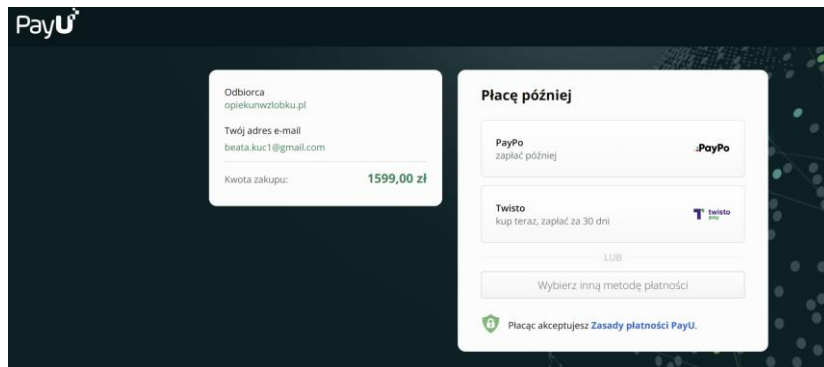 PayU
Odbiorca
opiekunwzlobku.pl
Twój adres e-mail
beata.kuc1@gmail.com
Kwota zakupu: 1599,00 zł
Płacę później
PayPo
zapłać później
PayPo
Twisto
kup teraz, zapłać za 30 dni
twisto
pay
LUB
Wybierz inną metodę płatności
Płacąc akceptujesz Zasady płatności PayU.